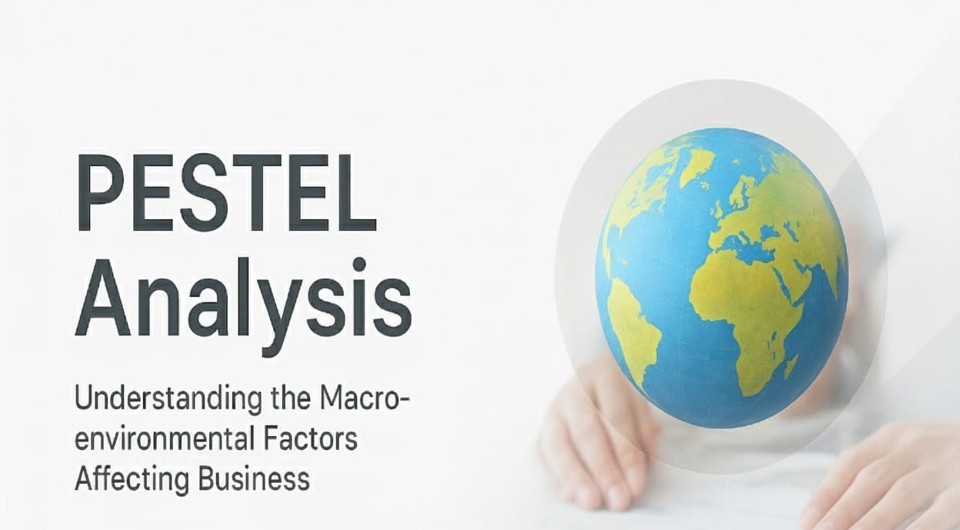 PESTEL
Analysis
Understanding the Macro-
environmental Factors
Affecting Business